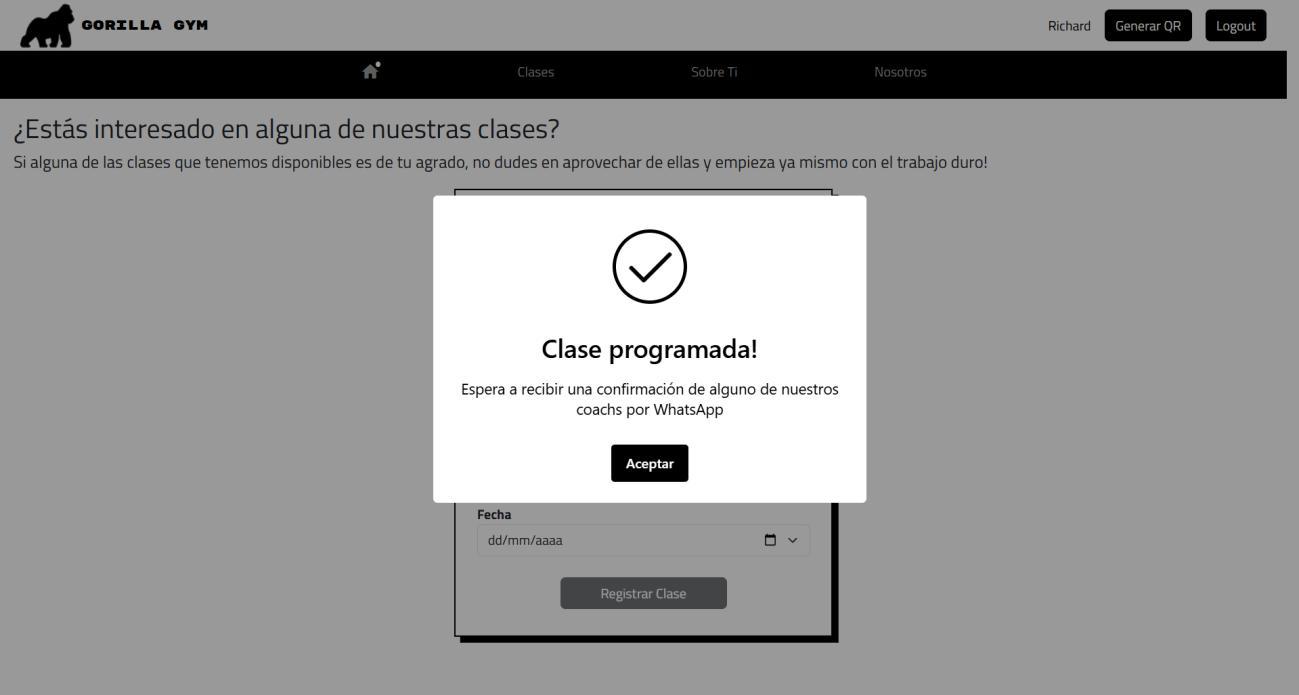 GORILLA GYM
Richard
Generar QR
Logout
Clases
Sobre Ti
Nosotros
¿Estás interesado en alguna de nuestras clases?
Si alguna de las clases que tenemos disponibles es de tu agrado, no dudes en aprovechar de ellas y empieza ya mismo con el trabajo duro!
Clase programada!
Espera a recibir una confirmación de alguno de nuestros
coachs por WhatsApp
Aceptar
Fecha
dd/mm/aaaa
Registrar Clase